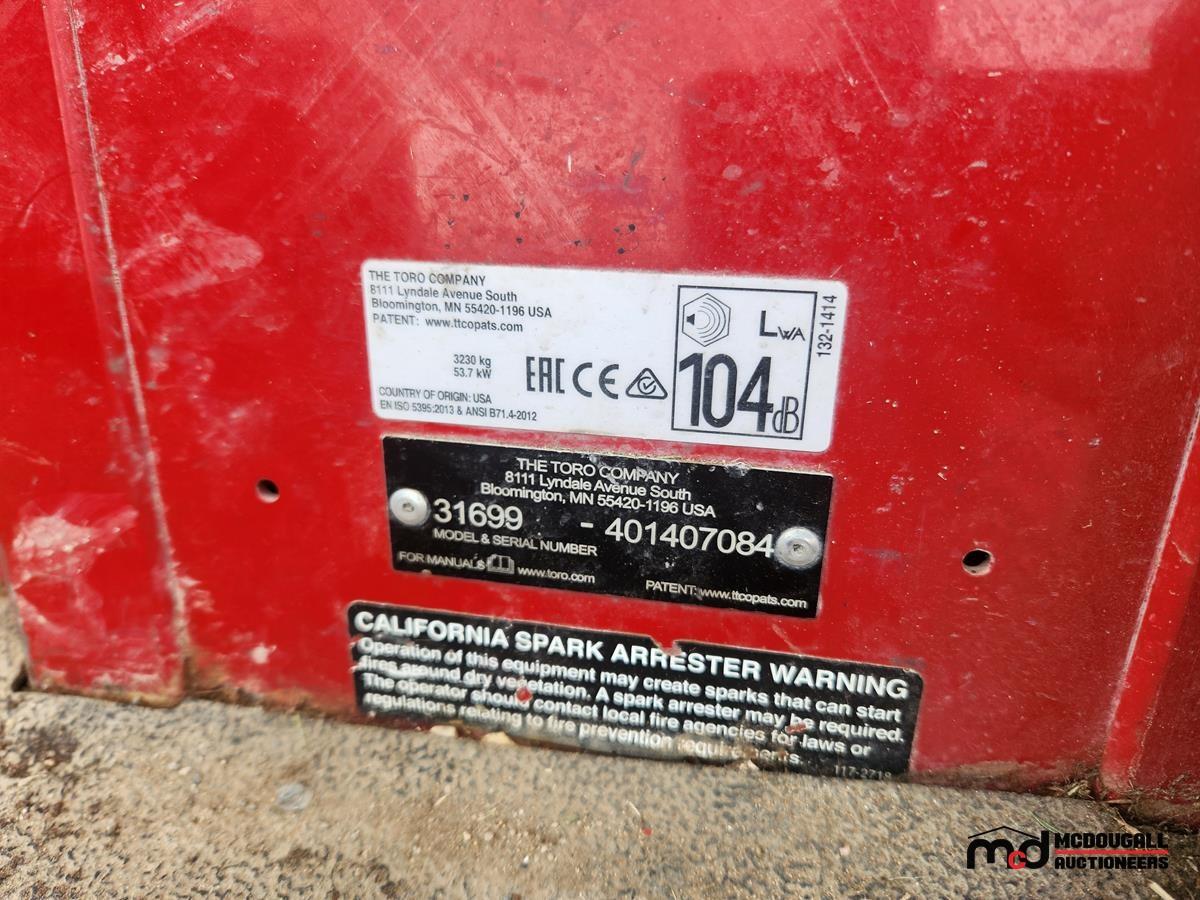 THE TORO COMPANY
8111 Lyndale Avenue South
Bloomington, MN 55420-1196 USA
PATENT: www.ttcopats.com
3230 kg
53.7 kW
COUNTRY OF ORIGIN: USA
EN ISO 5395:2013 & ANSI B71.4-2012
EAC CE
LWA
104dB
132-1414
THE TORO COMPANY
8111 Lyndale Avenue South
Bloomington, MN 55420-1196 USA
31699 - 401407084
MODEL & SERIAL NUMBER
FOR MANUALS www.toro.com
PATENT: www.ttcopats.com
CALIFORNIA SPARK ARRESTER WARNING
Operation of this equipment may create sparks that can start
fires around dry vegetation. A spark arrester may be required.
The operator should contact local fire agencies for laws or
regulations relating to fire prevention requirements.
117-2718
mcd MCDOUGALL
AUCTIONEERS